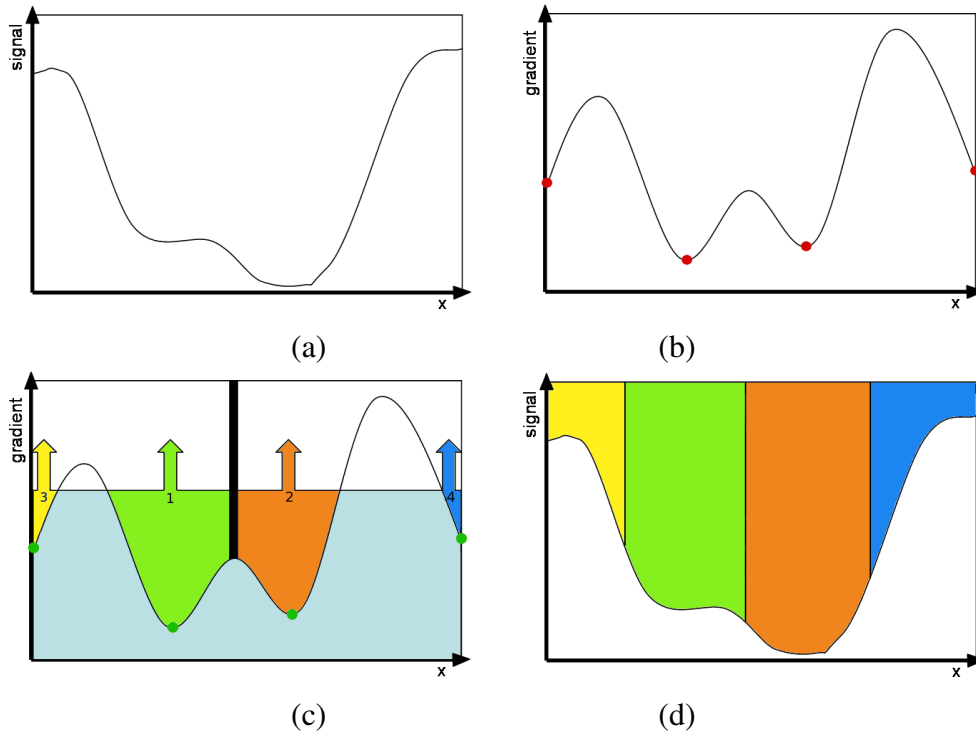 signal
x
(a)
gradient
x
(b)
gradient
3
1
2
4
x
(c)
signal
x
(d)